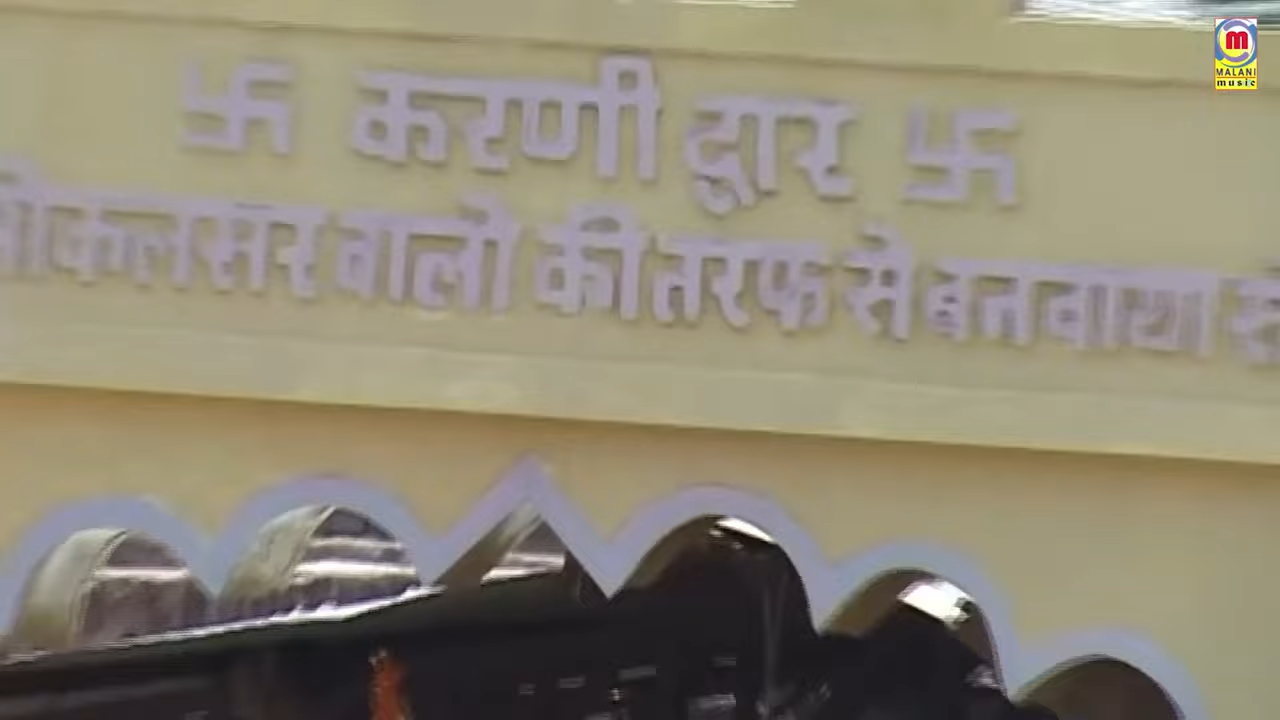 卐 करणी द्वार 卐
वालो की तरफ से बनवाया
m
MALANI
music